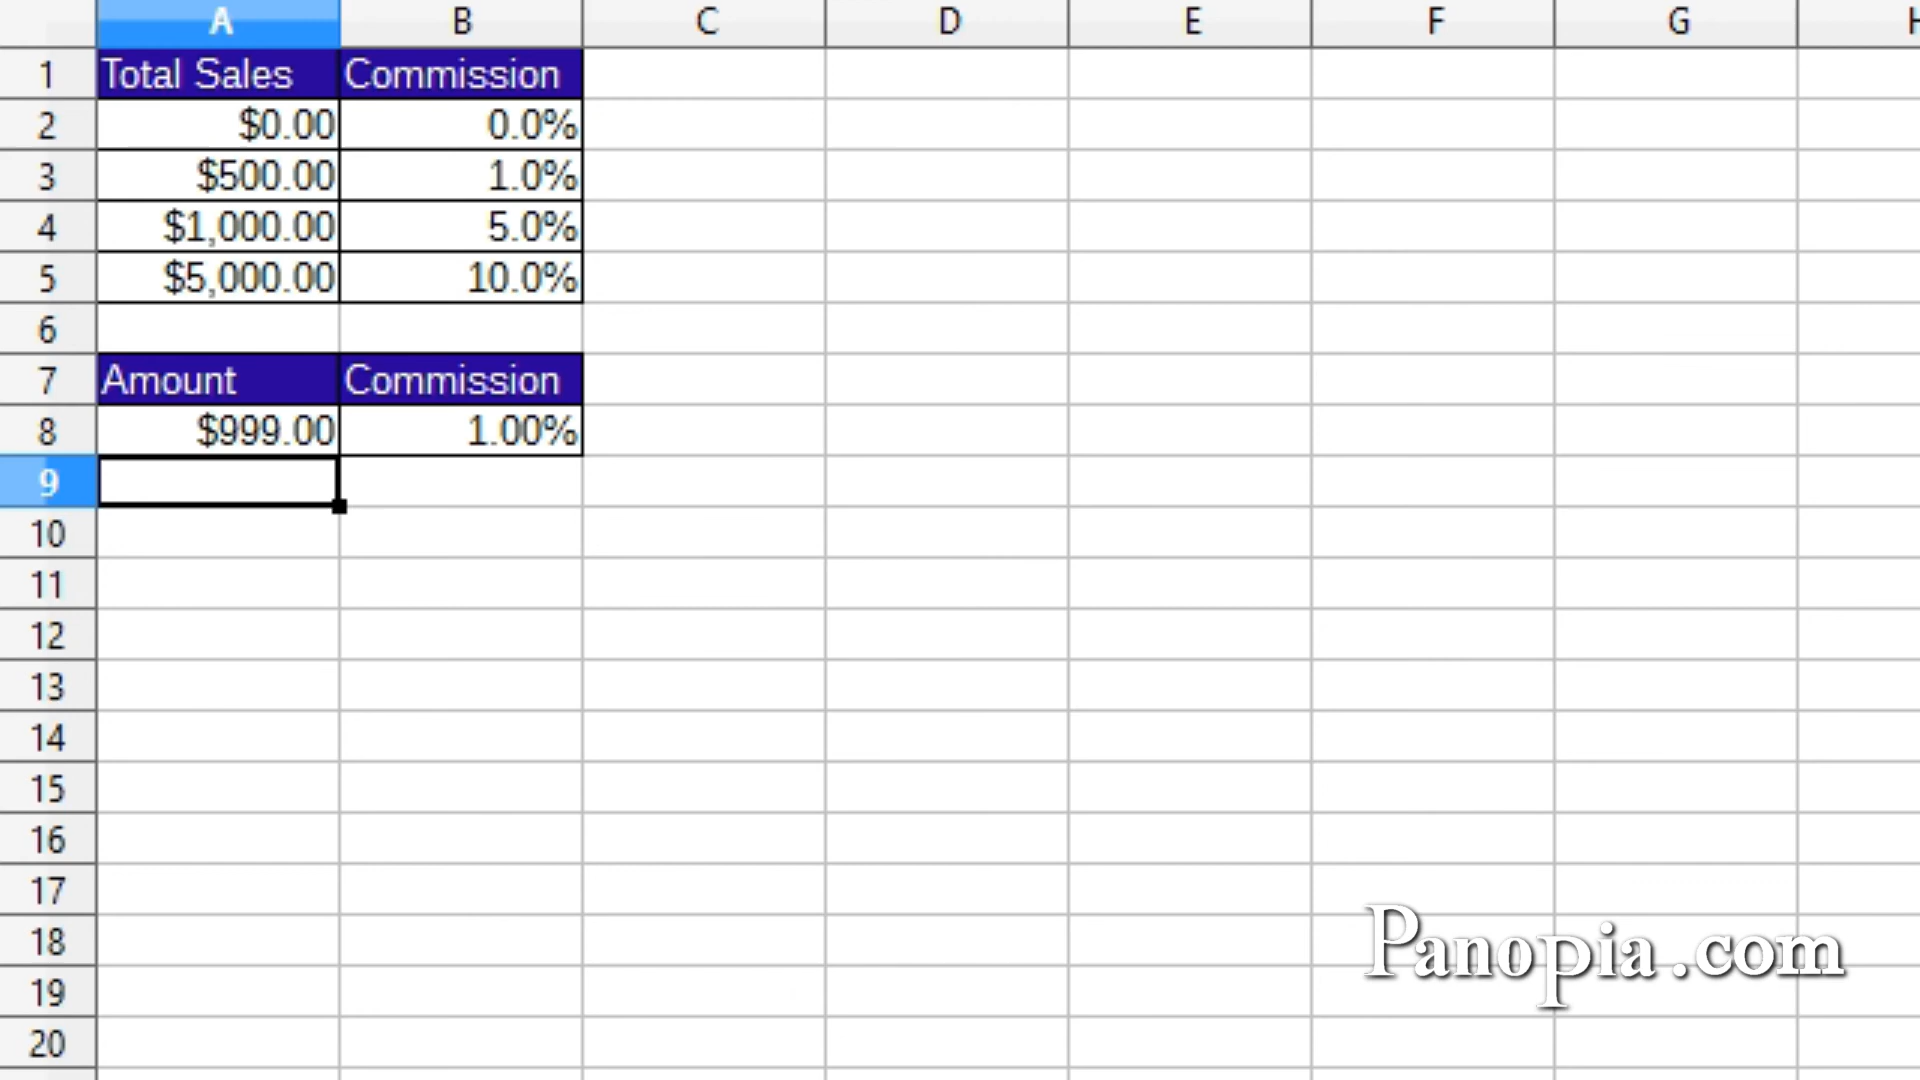 A B C D E F G
1 Total Sales Commission
2 $0.00 0.0%
3 $500.00 1.0%
4 $1,000.00 5.0%
5 $5,000.00 10.0%
6
7 Amount Commission
8 $999.00 1.00%
9
10
11
12
13
14
15
16
17
18
Panopia.com
19
20